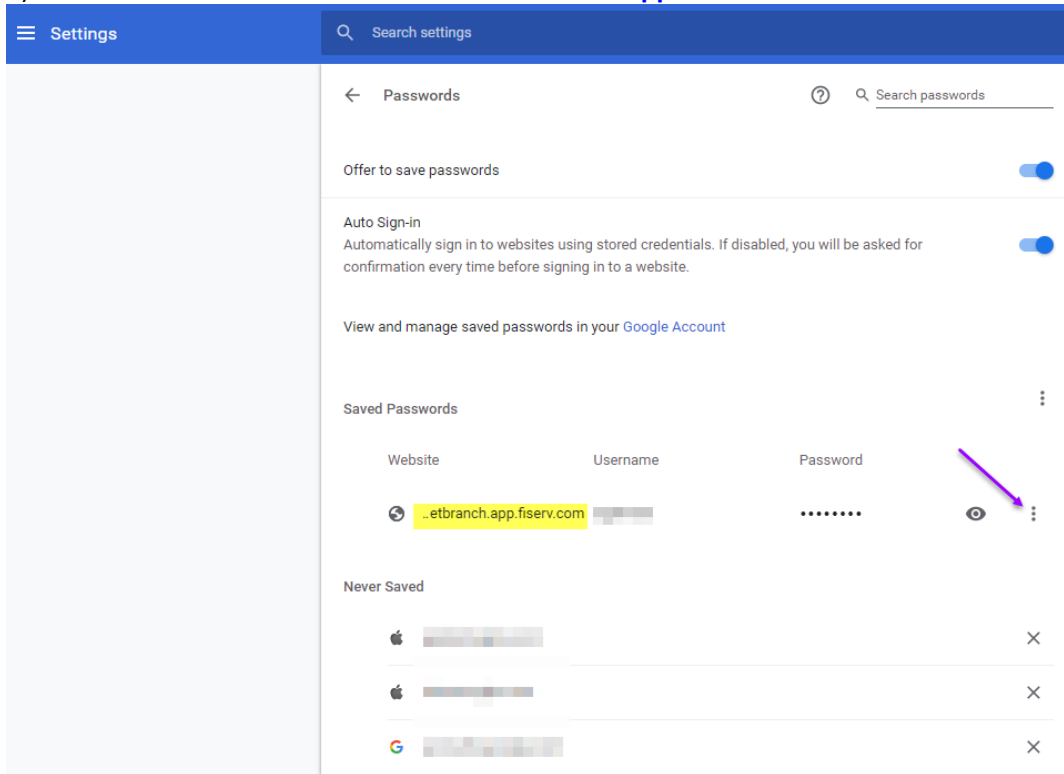 Settings
Search settings
Passwords
Search passwords
Offer to save passwords
Auto Sign-in
Automatically sign in to websites using stored credentials. If disabled, you will be asked for
confirmation every time before signing in to a website.
View and manage saved passwords in your Google Account
Saved Passwords
Website Username Password
..etbranch.app.fiserv.com ••••••••
Never Saved